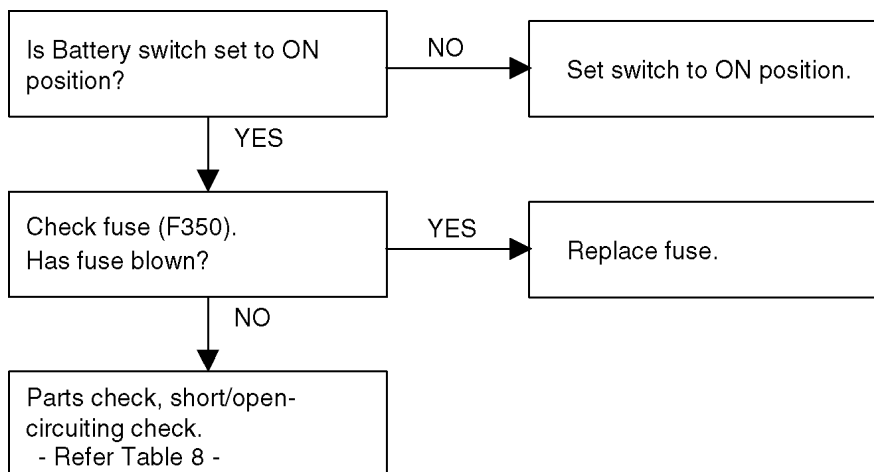 Is Battery switch set to ON
position?
NO
Set switch to ON position.
YES
Check fuse (F350).
Has fuse blown?
YES
Replace fuse.
NO
Parts check, short/open-
circuiting check.
- Refer Table 8 -